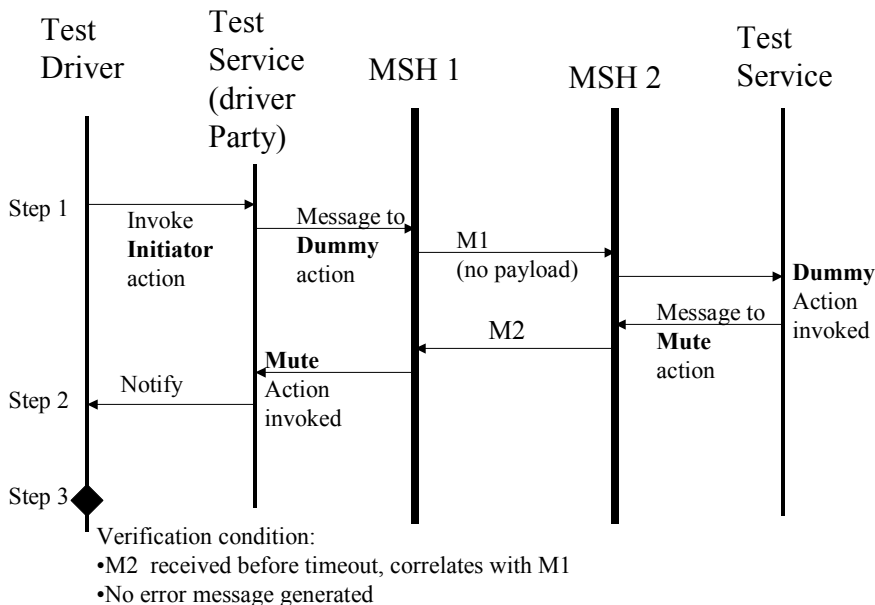 Test
Driver
Test
Service
(driver
Party)
MSH 1
MSH 2
Test
Service
Step 1
Invoke
Initiator
action
Message to
Dummy
action
M1
(no payload)
Dummy
Action
invoked
Message to
Mute
action
M2
Mute
Action
invoked
Notify
Step 2
Step 3
Verification condition:
•M2  received before timeout, correlates with M1
•No error message generated